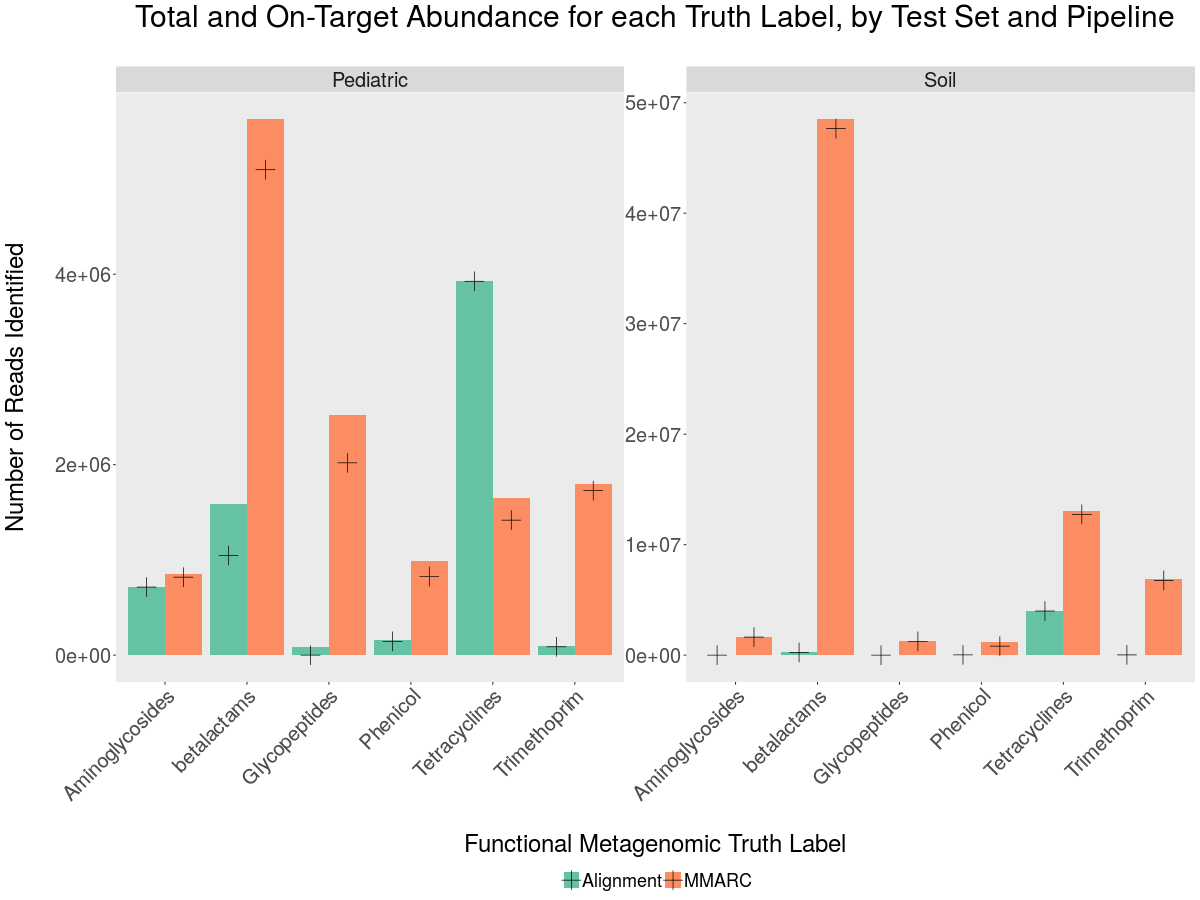 Total and On-Target Abundance for each Truth Label, by Test Set and Pipeline
Pediatric
Soil
Number of Reads Identified
4e+06
2e+06
0e+00
5e+07
4e+07
3e+07
2e+07
1e+07
0e+00
Aminoglycosides
betalactams
Glycopeptides
Phenicol
Tetracyclines
Trimethoprim
Aminoglycosides
betalactams
Glycopeptides
Phenicol
Tetracyclines
Trimethoprim
Functional Metagenomic Truth Label
Alignment MMARC